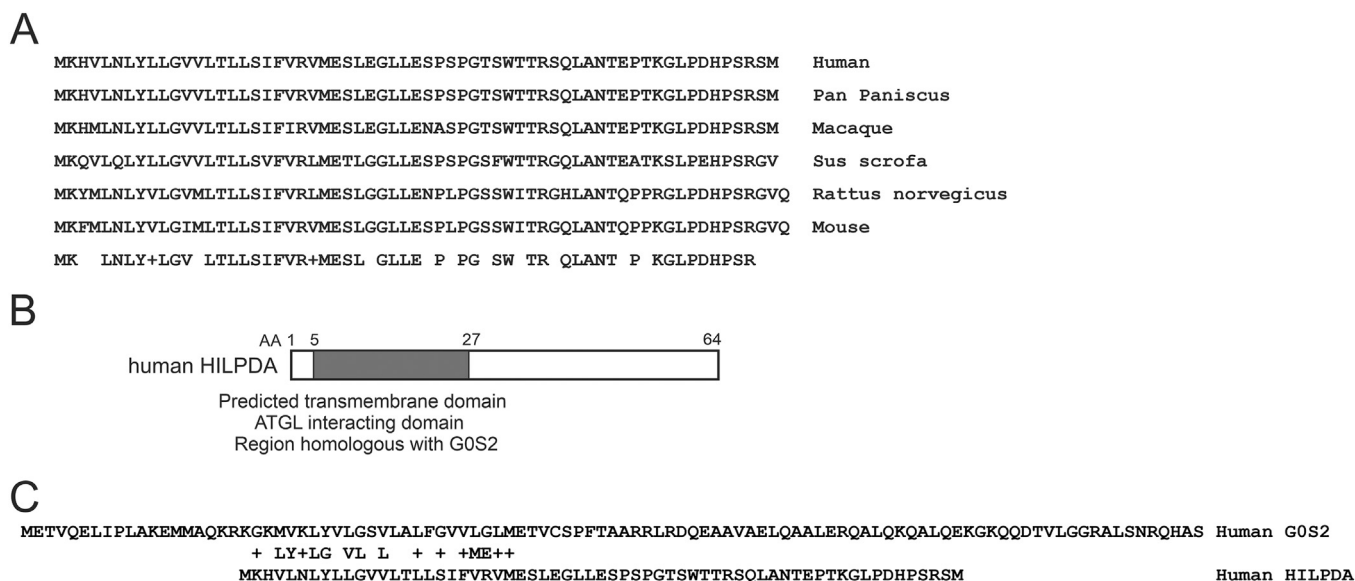 A
MKHVLNLYLLGVVLTLLSIFVRVMESLEGLLESPSPGTSWTTRSQLANTEPTKGLPDHPSRSM Human
MKHVLNLYLLGVVLTLLSIFVRVMESLEGLLESPSPGTSWTTRSQLANTEPTKGLPDHPSRSM Pan Paniscus
MKHMLNLYLLGVVLTLLSIFIRVMESLEGLLENASPGTSWTTRSQLANTEPTKGLPDHPSRSM Macaque
MKQVLQLYLLGVVLTLLSVFVRLMETLGGLLESPSPGSFWTTRGQLANTEATKSLPEHPSRGV Sus scrofa
MKYMLNLYVLGVMLTLLSIFVRLMESLGGLLENPLPGSSWITRGHLANTQPPRGLPDHPSRGVQ Rattus norvegicus
MKFMLNLYVLGIMLTLLSIFVRVMESLGGLLESPLPGSSWITRGQLANTQPPKGLPDHPSRGVQ Mouse
MK  LNLY+LGV LTLLSIFVR+MESL GLLE P PG SW TR QLANT P KGLPDHPSR
B
AA 1 5 27 64
human HILPDA
Predicted transmembrane domain
ATGL interacting domain
Region homologous with G0S2
C
METVQELIPLAKEMMAQKRKGKMVKLYVLGSVLALFGVVLGLMETVCSPFTAARRLRDQEAAVAELQAALERQALQKQALQEKGKQQDTVLGGRALSNRQHAS Human G0S2
+ LY+LG VL L  + + +ME++
MKHVLNLYLLGVVLTLLSIFVRVMESLEGLLESPSPGTSWTTRSQLANTEPTKGLPDHPSRSM Human HILPDA